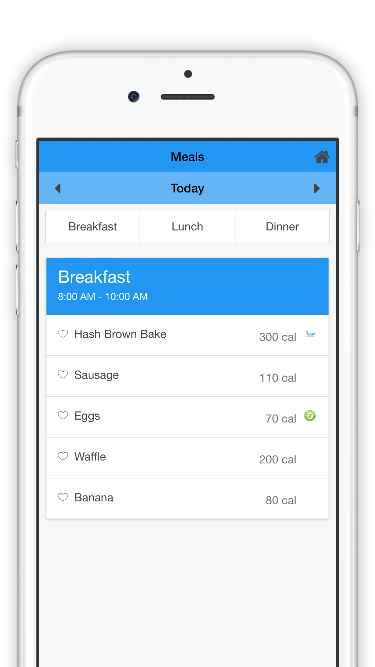 Meals
Today
Breakfast Lunch Dinner
Breakfast
8:00 AM - 10:00 AM
Hash Brown Bake 300 cal
Sausage 110 cal
Eggs 70 cal
Waffle 200 cal
Banana 80 cal